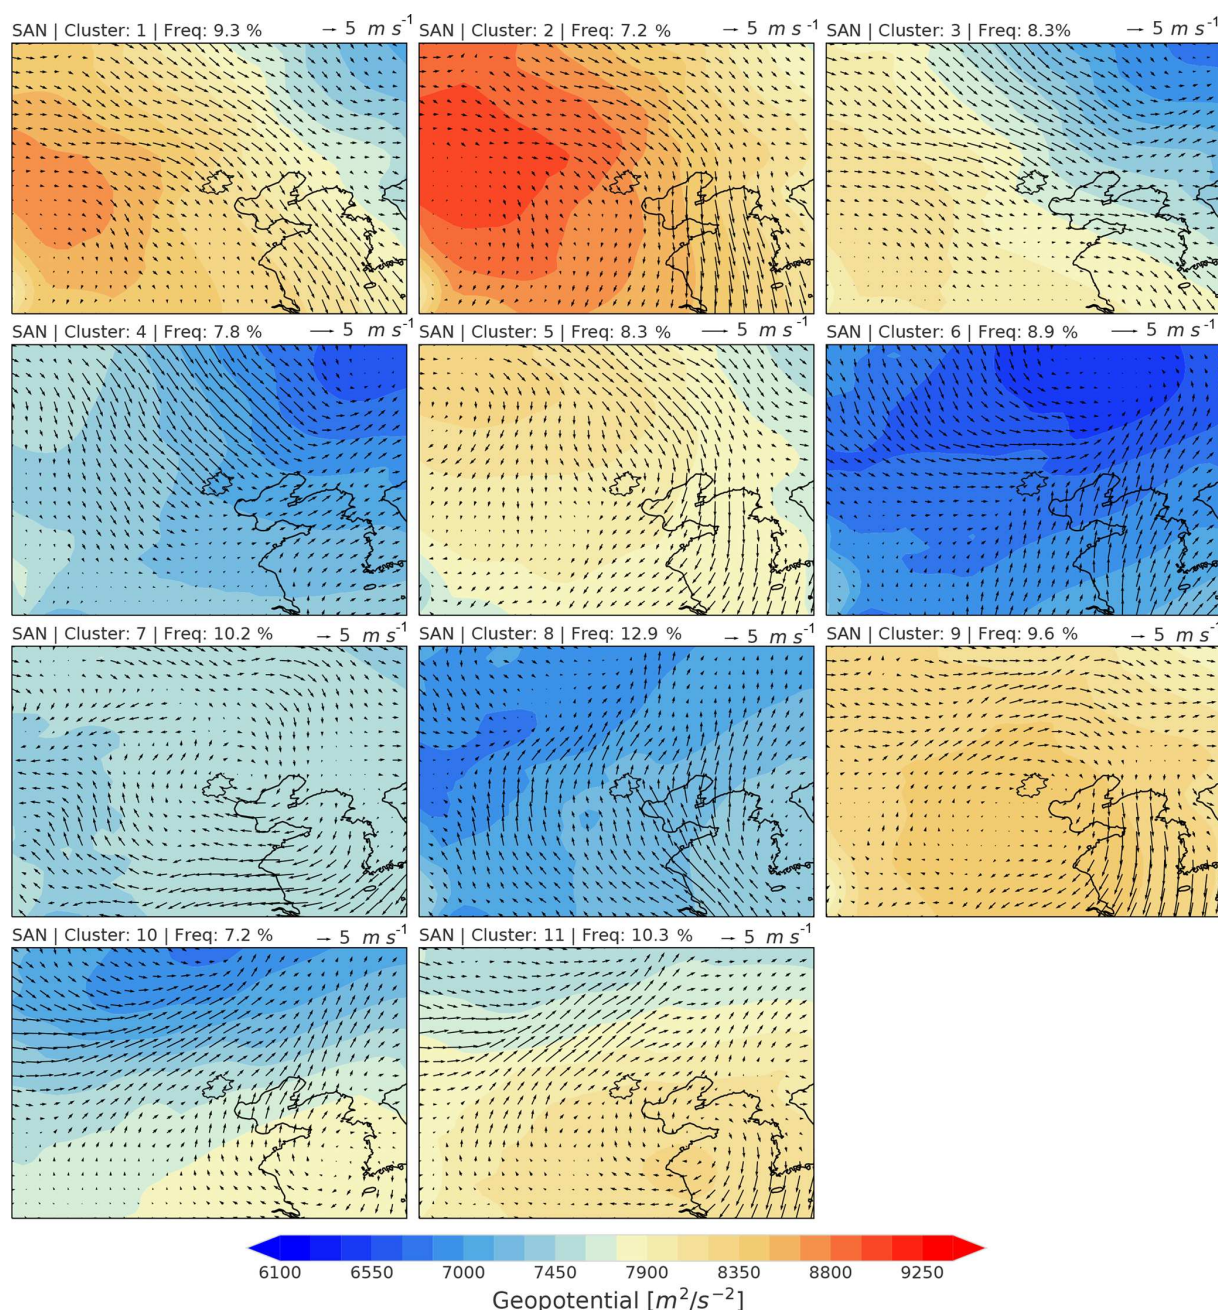 SAN | Cluster: 1 | Freq: 9.3 % → 5 m s⁻¹
SAN | Cluster: 2 | Freq: 7.2 % → 5 m s⁻¹
SAN | Cluster: 3 | Freq: 8.3% → 5 m s⁻¹
SAN | Cluster: 4 | Freq: 7.8 % → 5 m s⁻¹
SAN | Cluster: 5 | Freq: 8.3 % → 5 m s⁻¹
SAN | Cluster: 6 | Freq: 8.9 % → 5 m s⁻¹
SAN | Cluster: 7 | Freq: 10.2 % → 5 m s⁻¹
SAN | Cluster: 8 | Freq: 12.9 % → 5 m s⁻¹
SAN | Cluster: 9 | Freq: 9.6 % → 5 m s⁻¹
SAN | Cluster: 10 | Freq: 7.2 % → 5 m s⁻¹
SAN | Cluster: 11 | Freq: 10.3 % → 5 m s⁻¹
6100 6550 7000 7450 7900 8350 8800 9250
Geopotential [m²/s⁻²]